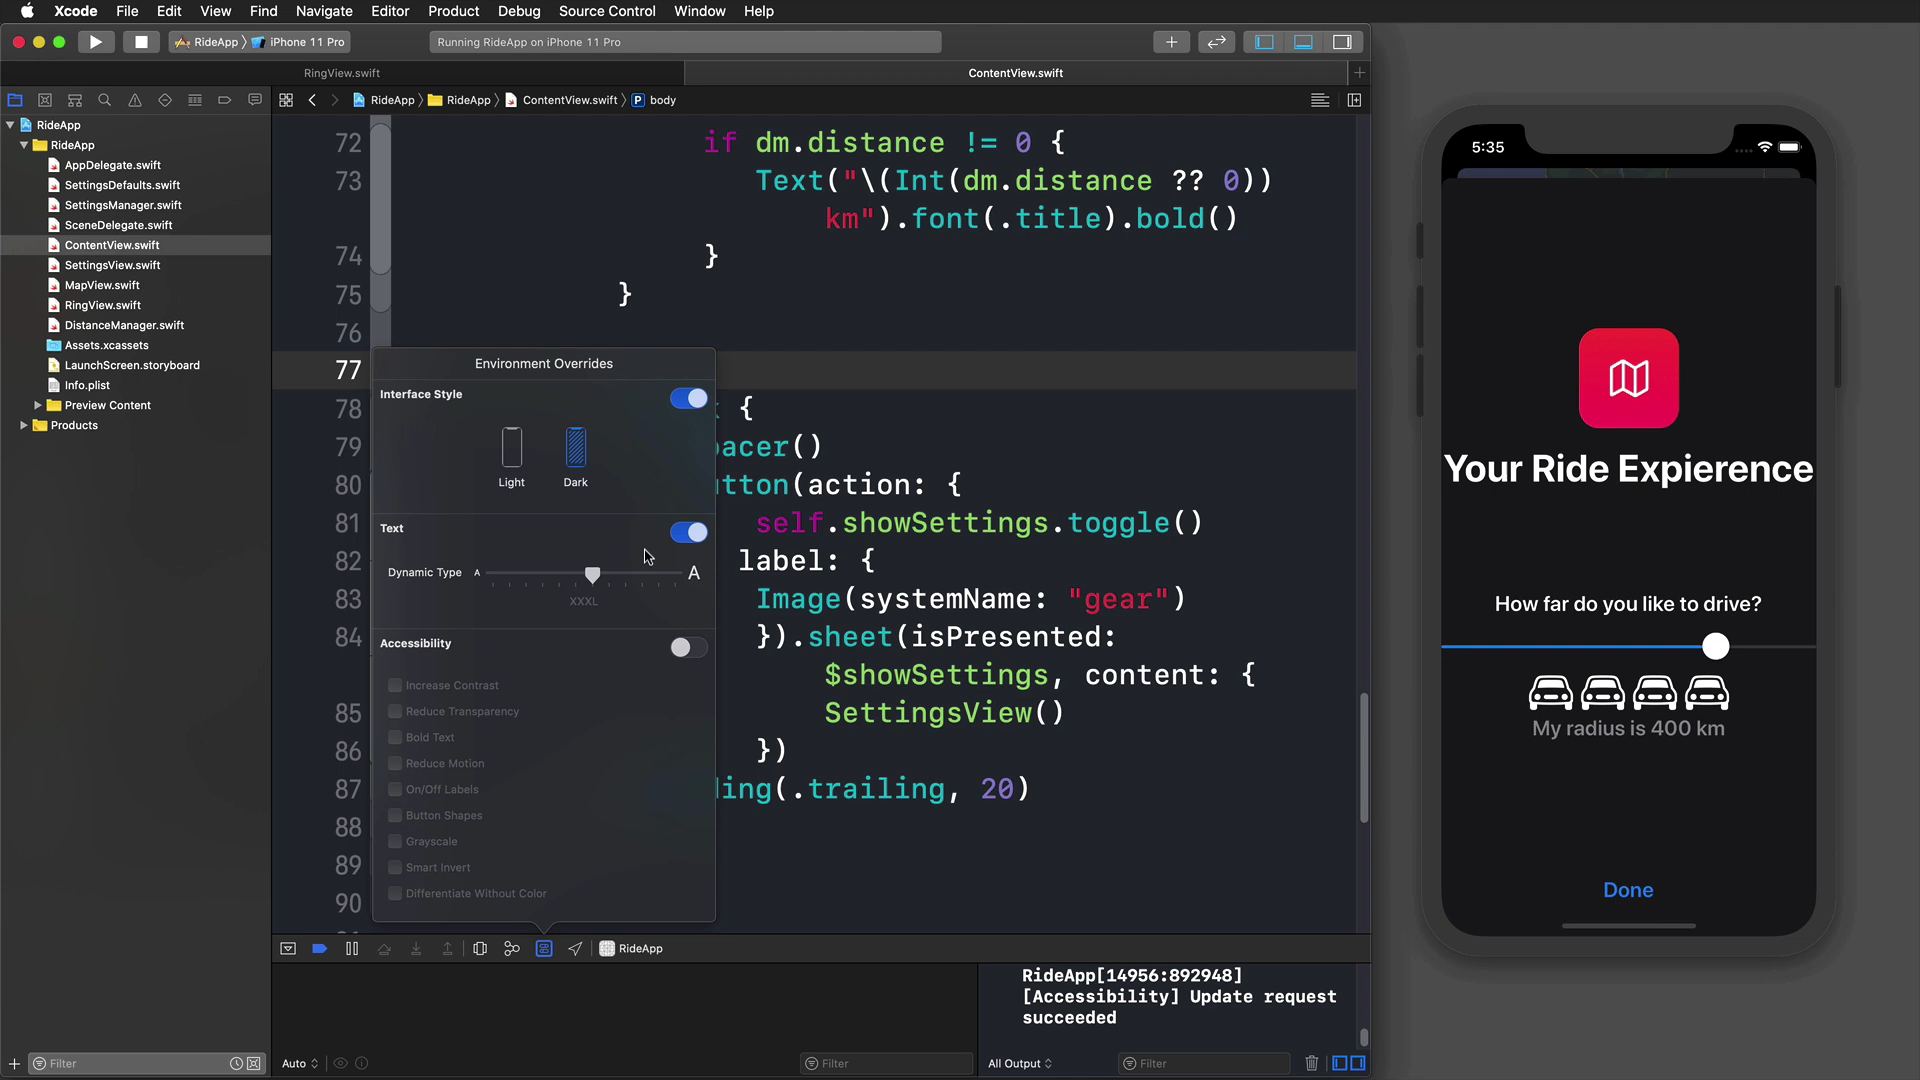 Xcode File Edit View Find Navigate Editor Product Debug Source Control Window Help
RideApp iPhone 11 Pro
Running RideApp on iPhone 11 Pro
RingView.swift
ContentView.swift
RideApp RideApp ContentView.swift P body
RideApp
RideApp
AppDelegate.swift
SettingsDefaults.swift
SettingsManager.swift
SceneDelegate.swift
ContentView.swift
SettingsView.swift
MapView.swift
RingView.swift
DistanceManager.swift
Assets.xcassets
LaunchScreen.storyboard
Info.plist
Preview Content
Products
Filter
72 if dm.distance != 0 {
73 Text("\(Int(dm.distance ?? 0))
km").font(.title).bold()
74 }
75 }
76
77
78 {
79 pacer()
80 utton(action: {
81 self.showSettings.toggle()
82 label: {
83 Image(systemName: "gear")
84 }).sheet(isPresented:
$showSettings, content: {
85 SettingsView()
86 })
87 ding(.trailing, 20)
88
89
90
Environment Overrides
Interface Style
Light Dark
Text
Dynamic Type A A
XXXL
Accessibility
Increase Contrast
Reduce Transparency
Bold Text
Reduce Motion
On/Off Labels
Button Shapes
Grayscale
Smart Invert
Differentiate Without Color
RideApp
RideApp[14956:892948]
[Accessibility] Update request
succeeded
Auto
Filter
All Output
Filter
5:35
Your Ride Expierence
How far do you like to drive?
My radius is 400 km
Done